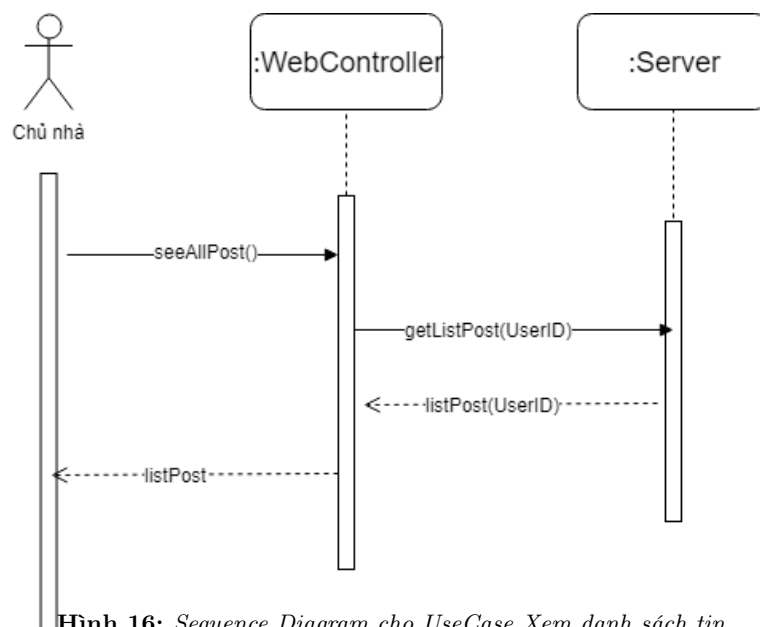 :WebController
:Server
Chủ nhà
seeAllPost()
getListPost(UserID)
listPost(UserID)
listPost
Hình 16: Sequence Diagram cho UseCase Xem danh sách tin